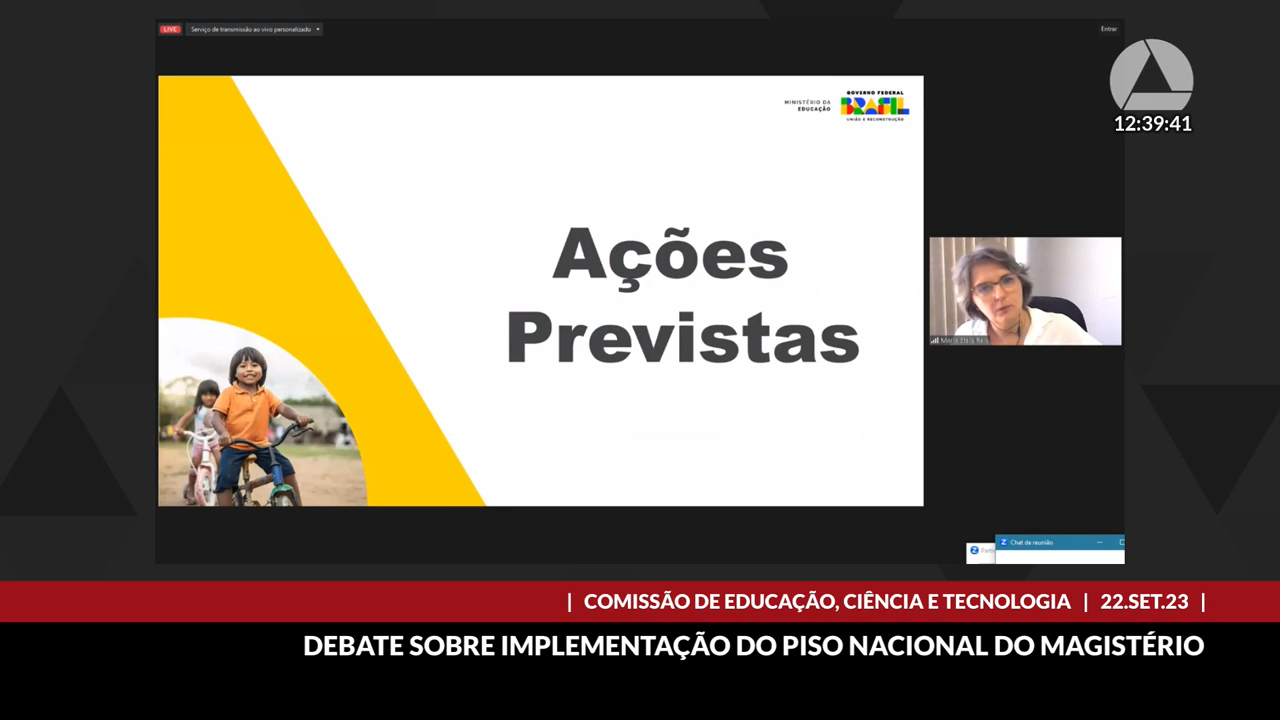 LIVE
Serviço de transmissão ao vivo personalizado
Entrar
MINISTÉRIO DA
EDUCAÇÃO
GOVERNO FEDERAL
BRASIL
UNIÃO E RECONSTRUÇÃO
12:39:41
Ações
Previstas
Chat de reunião
| COMISSÃO DE EDUCAÇÃO, CIÊNCIA E TECNOLOGIA | 22.SET.23 |
DEBATE SOBRE IMPLEMENTAÇÃO DO PISO NACIONAL DO MAGISTÉRIO